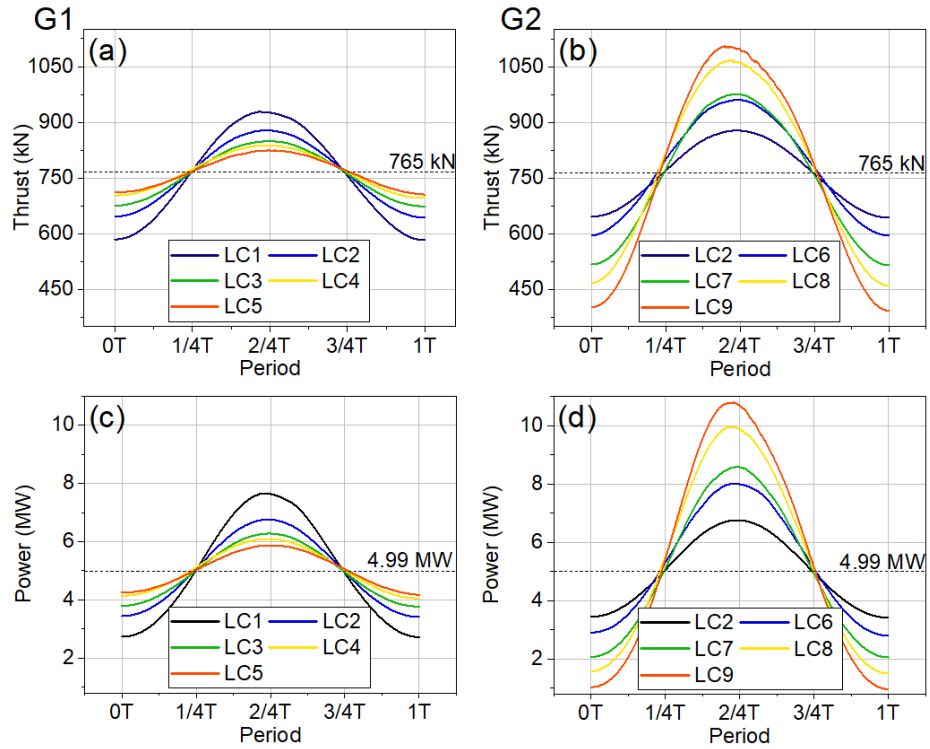 G1
G2
(a)
Thrust (kN)
1050
900
750
600
450
765 kN
LC1 LC2
LC3 LC4
LC5
0T 1/4T 2/4T 3/4T 1T
Period
(b)
Thrust (kN)
1050
900
750
600
450
765 kN
LC2 LC6
LC7 LC8
LC9
0T 1/4T 2/4T 3/4T 1T
Period
(c)
Power (MW)
10
8
6
4
2
4.99 MW
LC1 LC2
LC3 LC4
LC5
0T 1/4T 2/4T 3/4T 1T
Period
(d)
Power (MW)
10
8
6
4
2
4.99 MW
LC2 LC6
LC7 LC8
LC9
0T 1/4T 2/4T 3/4T 1T
Period